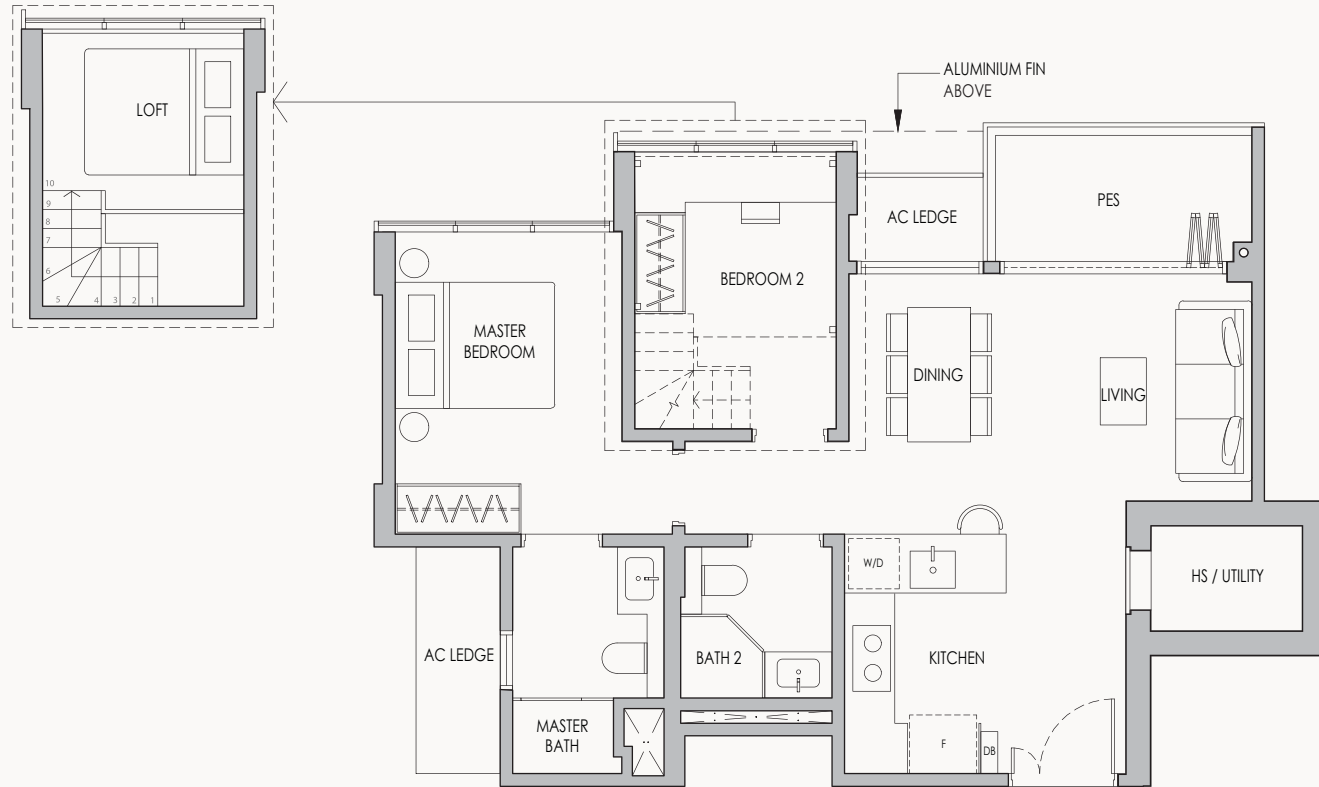 LOFT
10
9
8
7
6
5
4
3
2
1
ALUMINIUM FIN
ABOVE
AC LEDGE
PES
BEDROOM 2
MASTER
BEDROOM
DINING
LIVING
W/D
HS / UTILITY
AC LEDGE
BATH 2
KITCHEN
MASTER
BATH
F
DB